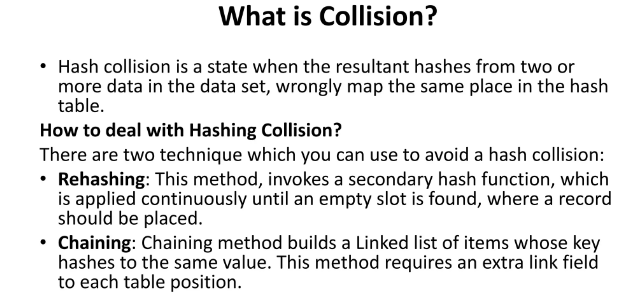 What is Collision?
• Hash collision is a state when the resultant hashes from two or
more data in the data set, wrongly map the same place in the hash
table.
How to deal with Hashing Collision?
There are two technique which you can use to avoid a hash collision:
• Rehashing: This method, invokes a secondary hash function, which
is applied continuously until an empty slot is found, where a record
should be placed.
• Chaining: Chaining method builds a Linked list of items whose key
hashes to the same value. This method requires an extra link field
to each table position.